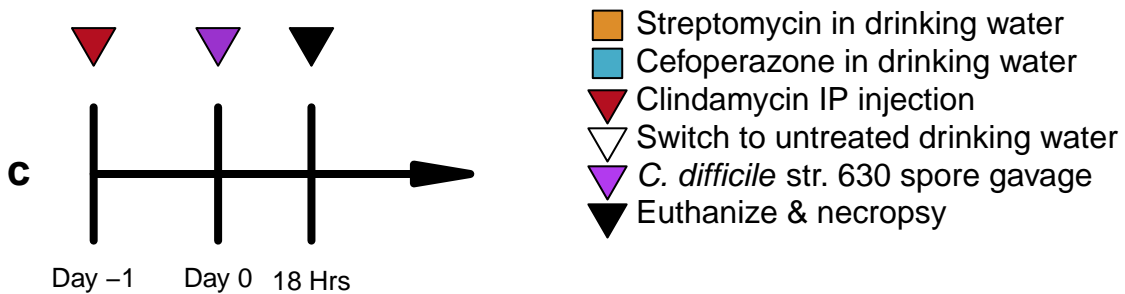 c
Day −1
Day 0
18 Hrs
Streptomycin in drinking water
Cefoperazone in drinking water
Clindamycin IP injection
Switch to untreated drinking water
C. difficile str. 630 spore gavage
Euthanize & necropsy